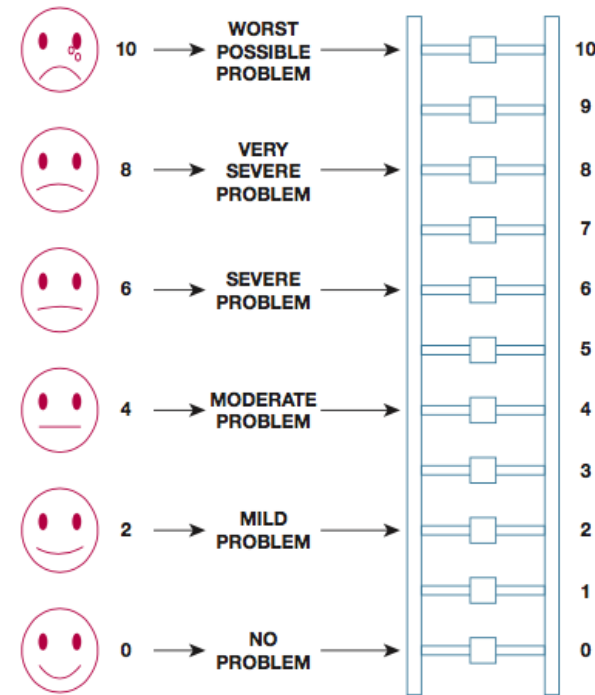 10 WORST POSSIBLE PROBLEM 10
9
8 VERY SEVERE PROBLEM 8
7
6 SEVERE PROBLEM 6
5
4 MODERATE PROBLEM 4
3
2 MILD PROBLEM 2
1
0 NO PROBLEM 0